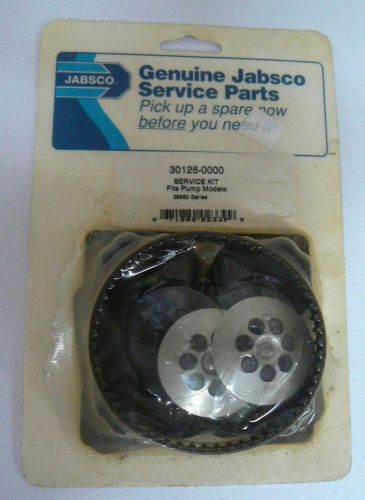 JABSCO
Genuine Jabsco
Service Parts
Pick up a spare now
before you need it
30126-0000
SERVICE KIT
Fits Pump Models:
36950 Series